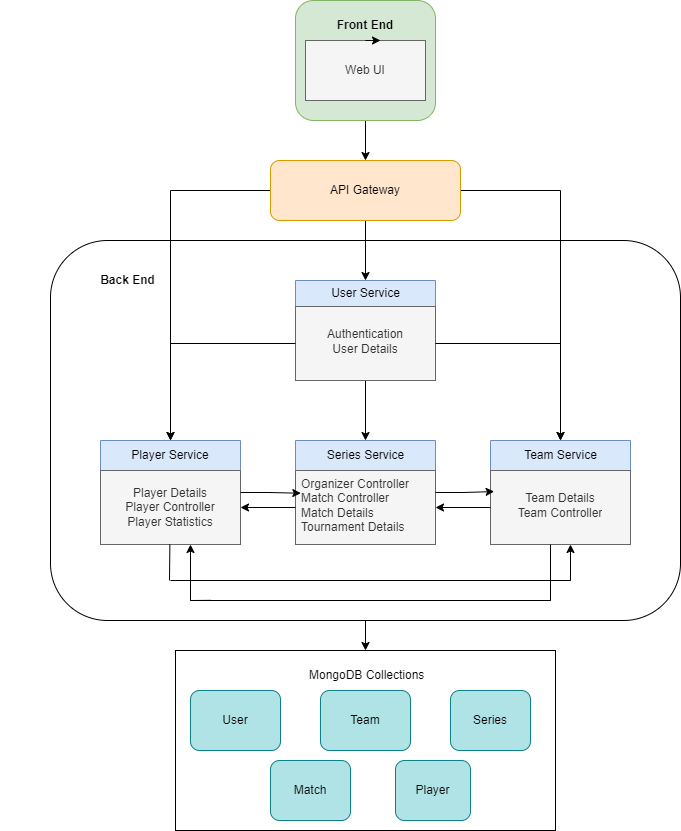 Front End
Web UI
API Gateway
Back End
User Service
Authentication
User Details
Player Service
Player Details
Player Controller
Player Statistics
Series Service
Organizer Controller
Match Controller
Match Details
Tournament Details
Team Service
Team Details
Team Controller
MongoDB Collections
User
Team
Series
Match
Player